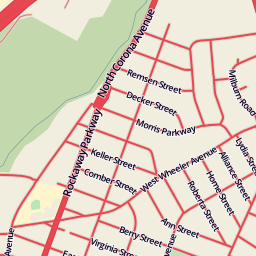 North Corona Avenue
Milburn Road
Remsen Street
Decker Street
Morris Parkway
Rockaway Parkway
Lydia Street
Keller Street
West Wheeler Avenue
Alliance Street
Comber Street
Horne Street
Roberta Street
Ann Street
Berry Street
Virginia Street
Avenue